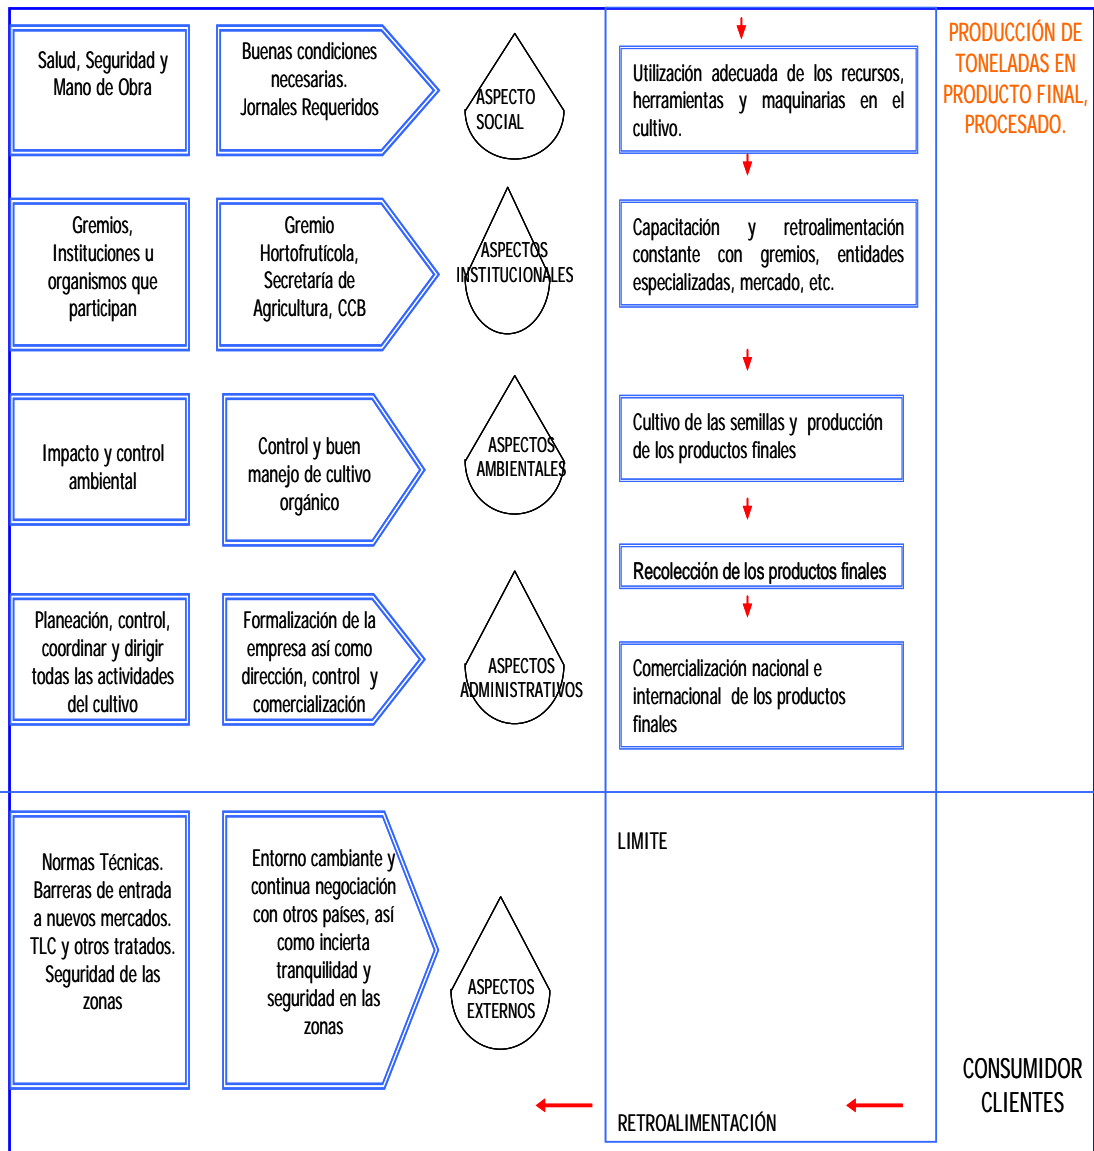 Salud, Seguridad y
Mano de Obra
Buenas condiciones
necesarias.
Jornales Requeridos
ASPECTO
SOCIAL
Utilización adecuada de los recursos,
herramientas y maquinarias en el
cultivo.
PRODUCCIÓN DE
TONELADAS EN
PRODUCTO FINAL,
PROCESADO.
Gremios,
Instituciones u
organismos que
participan
Gremio
Hortofrutícola,
Secretaría de
Agricultura, CCB
ASPECTOS
INSTITUCIONALES
Capacitación y retroalimentación
constante con gremios, entidades
especializadas, mercado, etc.
Impacto y control
ambiental
Control y buen
manejo de cultivo
orgánico
ASPECTOS
AMBIENTALES
Cultivo de las semillas y producción
de los productos finales
Recolección de los productos finales
Planeación, control,
coordinar y dirigir
todas las actividades
del cultivo
Formalización de la
empresa así como
dirección, control y
comercialización
ASPECTOS
ADMINISTRATIVOS
Comercialización nacional e
internacional de los productos
finales
Normas Técnicas.
Barreras de entrada
a nuevos mercados.
TLC y otros tratados.
Seguridad de las
zonas
Entorno cambiante y
continua negociación
con otros países, así
como incierta
tranquilidad y
seguridad en las
zonas
ASPECTOS
EXTERNOS
LIMITE
RETROALIMENTACIÓN
CONSUMIDOR
CLIENTES